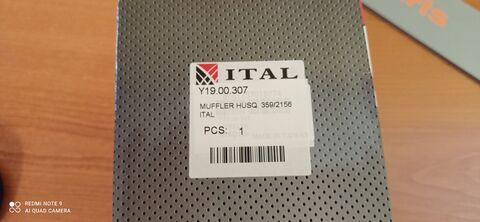 ITAL
Y19.00.307
MUFFLER HUSQ. 359/2156
ITAL
PCS: 1
REDMI NOTE 9
AI QUAD CAMERA